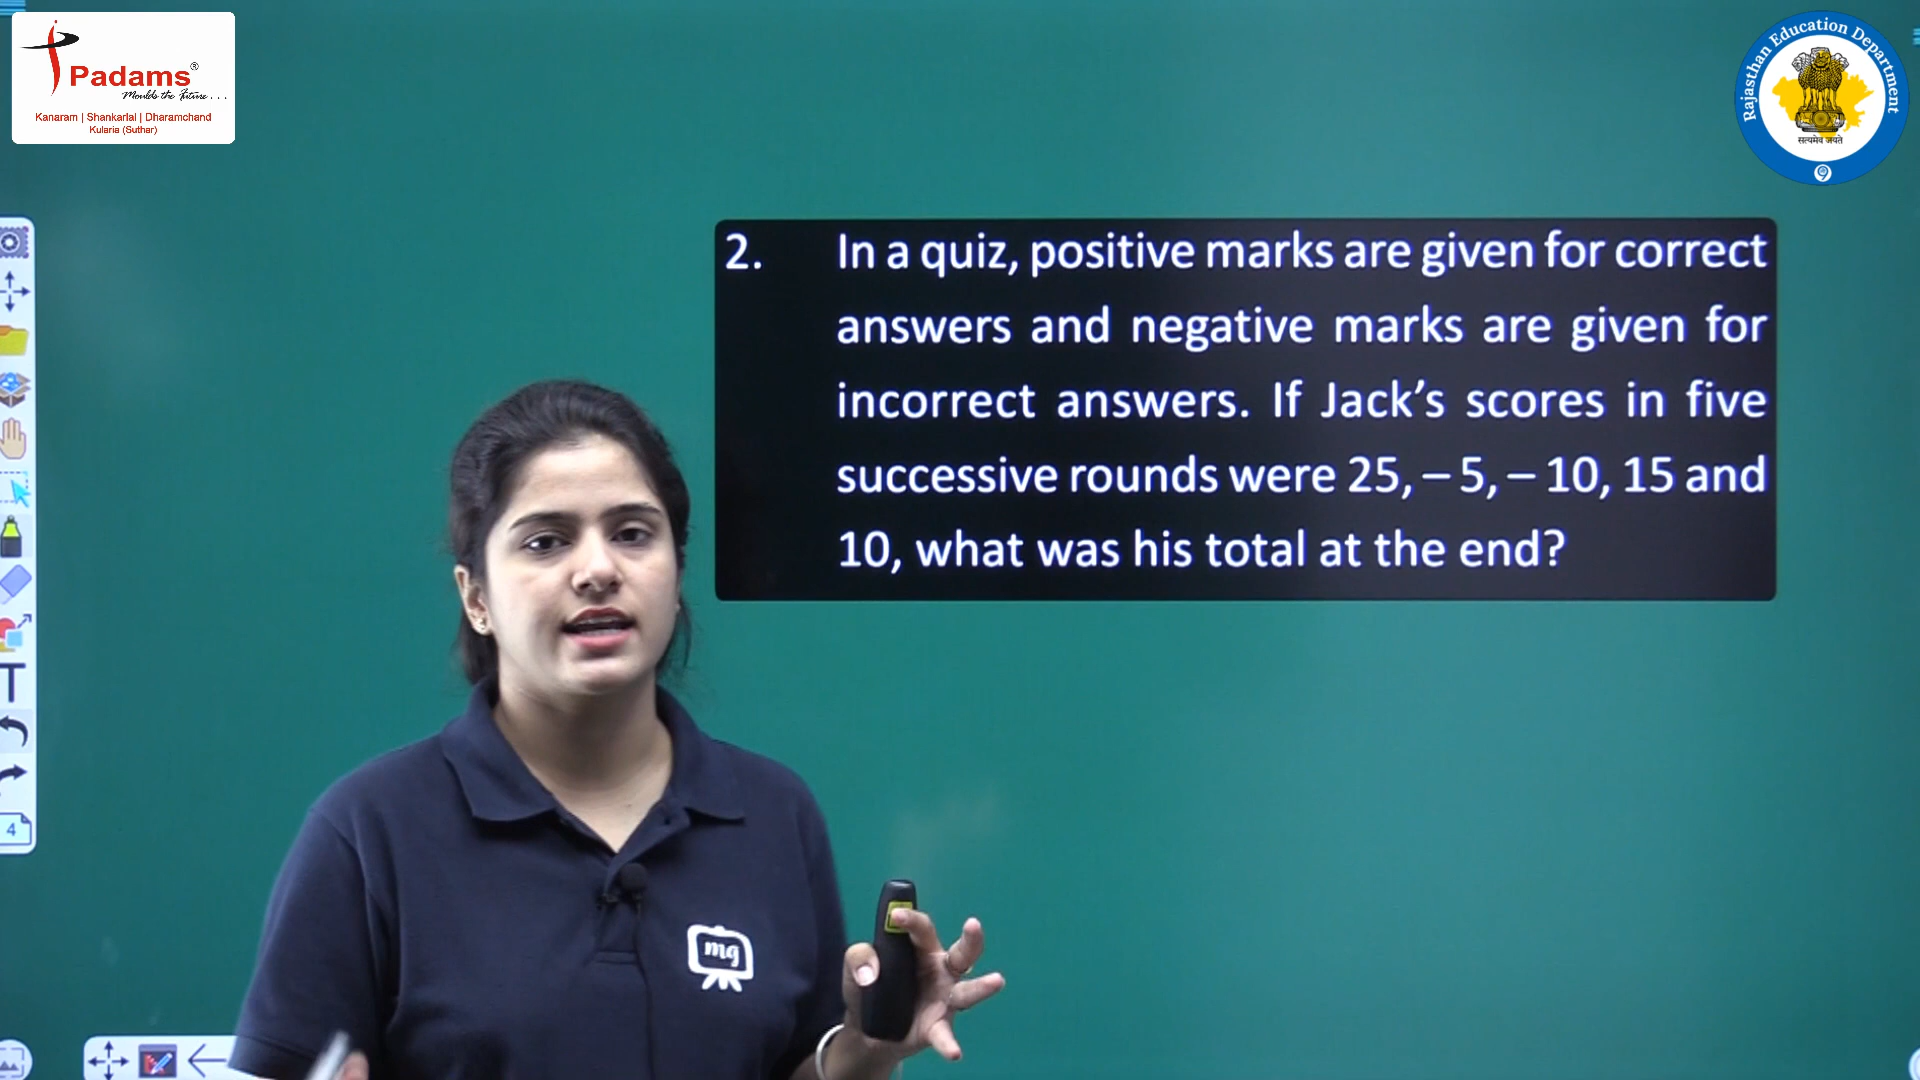 Padams®
Moulds the Future . . .
Kanaram | Shankarlal | Dharamchand
Kularia (Suthar)
Rajasthan Education Department
सत्यमेव जयते
2. In a quiz, positive marks are given for correct
answers and negative marks are given for
incorrect answers. If Jack’s scores in five
successive rounds were 25, – 5, – 10, 15 and
10, what was his total at the end?
T
4
mg